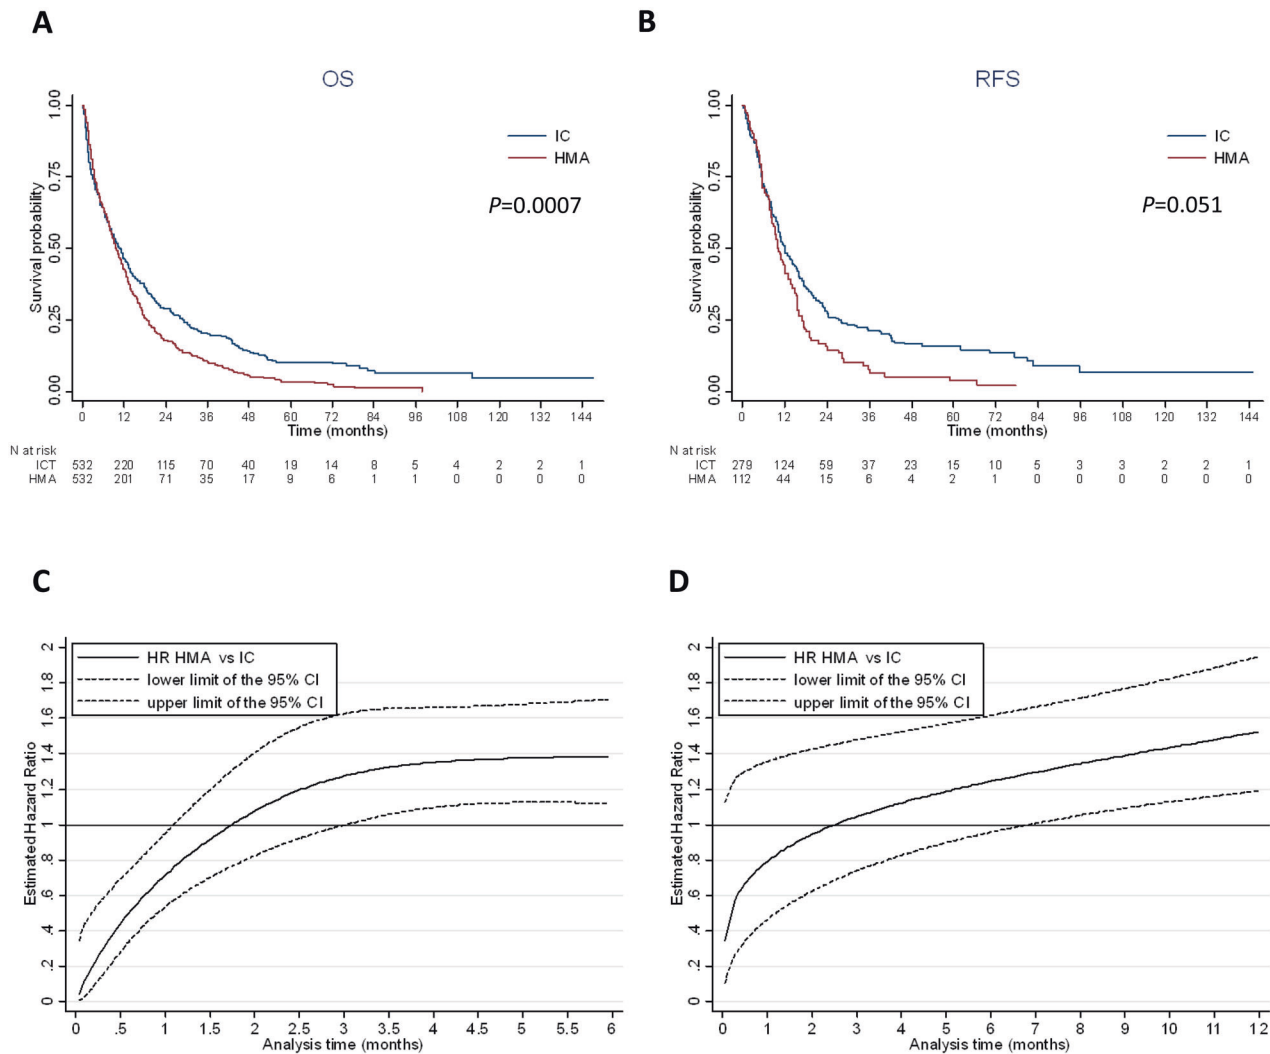 A
OS
1.00
0.75
0.50
0.25
0.00
Survival probability
IC
HMA
P=0.0007
0 12 24 36 48 60 72 84 96 108 120 132 144
Time (months)
N at risk
ICT 532 220 115 70 40 19 14 8 5 4 2 2 1
HMA 532 201 71 35 17 9 6 1 1 0 0 0 0
B
RFS
1.00
0.75
0.50
0.25
0.00
Survival probability
IC
HMA
P=0.051
0 12 24 36 48 60 72 84 96 108 120 132 144
Time (months)
N at risk
ICT 279 124 59 37 23 15 10 5 3 3 2 2 1
HMA 112 44 15 6 4 2 1 0 0 0 0 0 0
C
HR HMA vs IC
lower limit of the 95% CI
upper limit of the 95% CI
2
1.8
1.6
1.4
1.2
1
.8
.6
.4
.2
0
Estimated Hazard Ratio
0 .5 1 1.5 2 2.5 3 3.5 4 4.5 5 5.5 6
Analysis time (months)
D
HR HMA vs IC
lower limit of the 95% CI
upper limit of the 95% CI
2
1.8
1.6
1.4
1.2
1
.8
.6
.4
.2
0
Estimated Hazard Ratio
0 1 2 3 4 5 6 7 8 9 10 11 12
Analysis time (months)